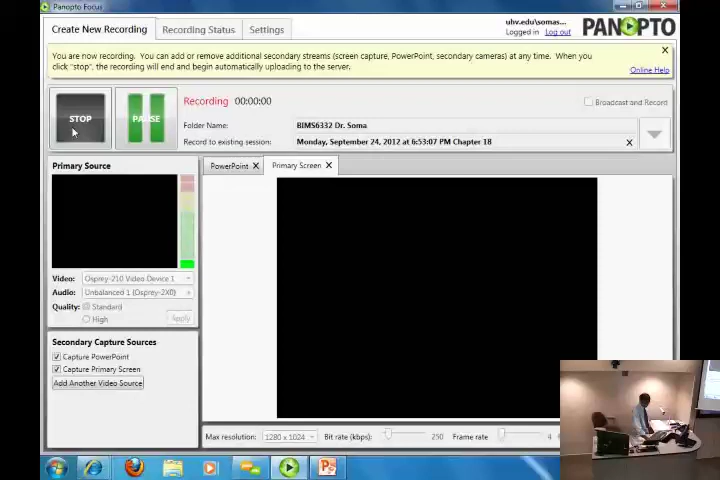 Panopto Focus
Create New Recording
Recording Status
Settings
uhv.edu\somas...
Logged in Log out
PANOPTO
You are now recording. You can add or remove additional secondary streams (screen capture, PowerPoint, secondary cameras) at any time. When you
click "stop", the recording will end and begin automatically uploading to the server.
Online Help
STOP
PAUSE
Recording 00:00:00
Broadcast and Record
Folder Name: BIMS6332 Dr. Soma
Record to existing session: Monday, September 24, 2012 at 6:53:07 PM Chapter 18
Primary Source
PowerPoint
Primary Screen
Video: Osprey-210 Video Device 1
Audio: Unbalanced 1 (Osprey-2X0)
Quality: Standard
High
Apply
Secondary Capture Sources
Capture PowerPoint
Capture Primary Screen
Add Another Video Source
Max resolution: 1280 x 1024
Bit rate (kbps): 250
Frame rate 4